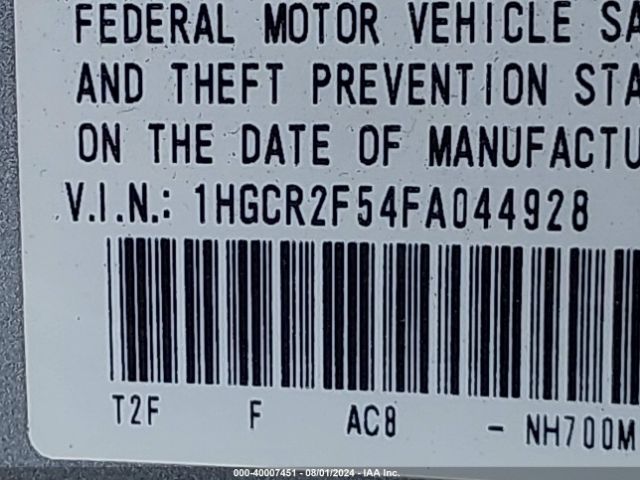 FEDERAL MOTOR VEHICLE SA
AND THEFT PREVENTION STA
ON THE DATE OF MANUFACTU
V.I.N.: 1HGCR2F54FA044928
T2F F AC8 - NH700M
000-40007451 - 08/01/2024 - IAA Inc.